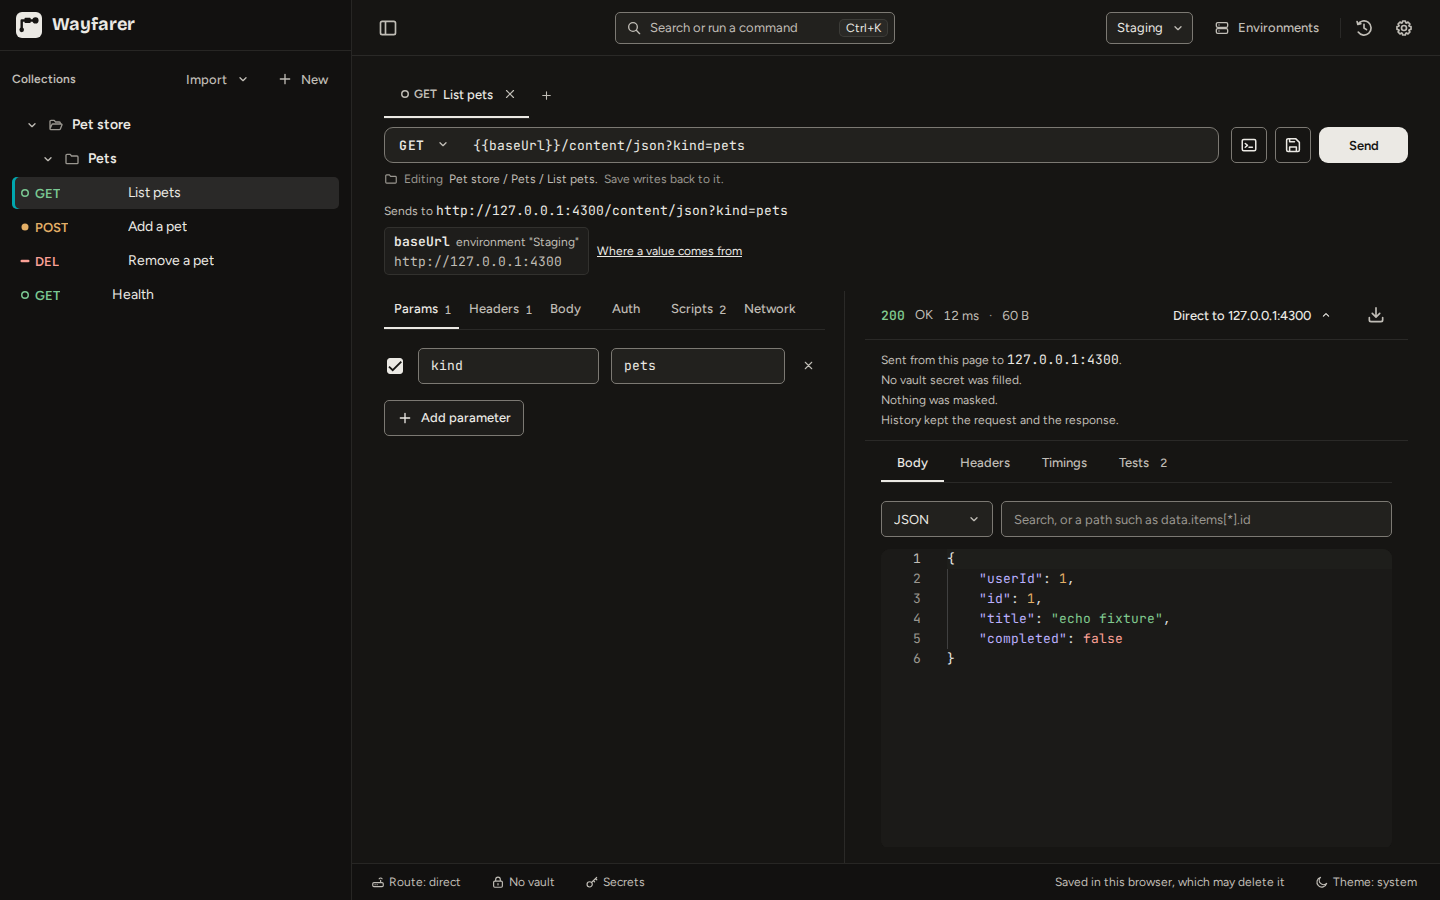 Wayfarer
Search or run a command Ctrl+K
Staging
Environments
Collections
Import
New
GET List pets
Pet store
GET {{baseUrl}}/content/json?kind=pets
Send
Pets
Editing Pet store / Pets / List pets. Save writes back to it.
GET List pets
Sends to http://127.0.0.1:4300/content/json?kind=pets
POST Add a pet
baseUrl environment "Staging"
http://127.0.0.1:4300
Where a value comes from
DEL Remove a pet
GET Health
Params 1 Headers 1 Body Auth Scripts 2 Network
200 OK 12 ms · 60 B
Direct to 127.0.0.1:4300
kind pets
Add parameter
Sent from this page to 127.0.0.1:4300.
No vault secret was filled.
Nothing was masked.
History kept the request and the response.
Body Headers Timings Tests 2
JSON
Search, or a path such as data.items[*].id
1 {
2 "userId": 1,
3 "id": 1,
4 "title": "echo fixture",
5 "completed": false
6 }
Route: direct
No vault
Secrets
Saved in this browser, which may delete it
Theme: system